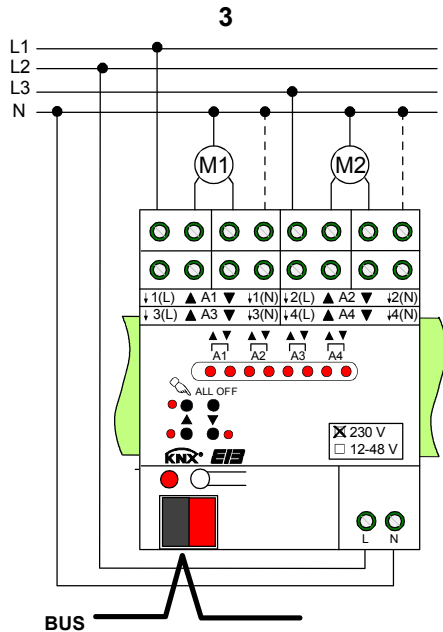 3
L1
L2
L3
N
M1 M2
↓1(L) ▲ A1 ▼ ↓1(N) ↓2(L) ▲ A2 ▼ ↓2(N)
↓3(L) ▲ A3 ▼ ↓3(N) ↓4(L) ▲ A4 ▼ ↓4(N)
▲▼ ▲▼ ▲▼ ▲▼
A1 A2 A3 A4
ALL OFF
▲ ▼
☒ 230 V
☐ 12-48 V
KNX® EIB
L N
BUS